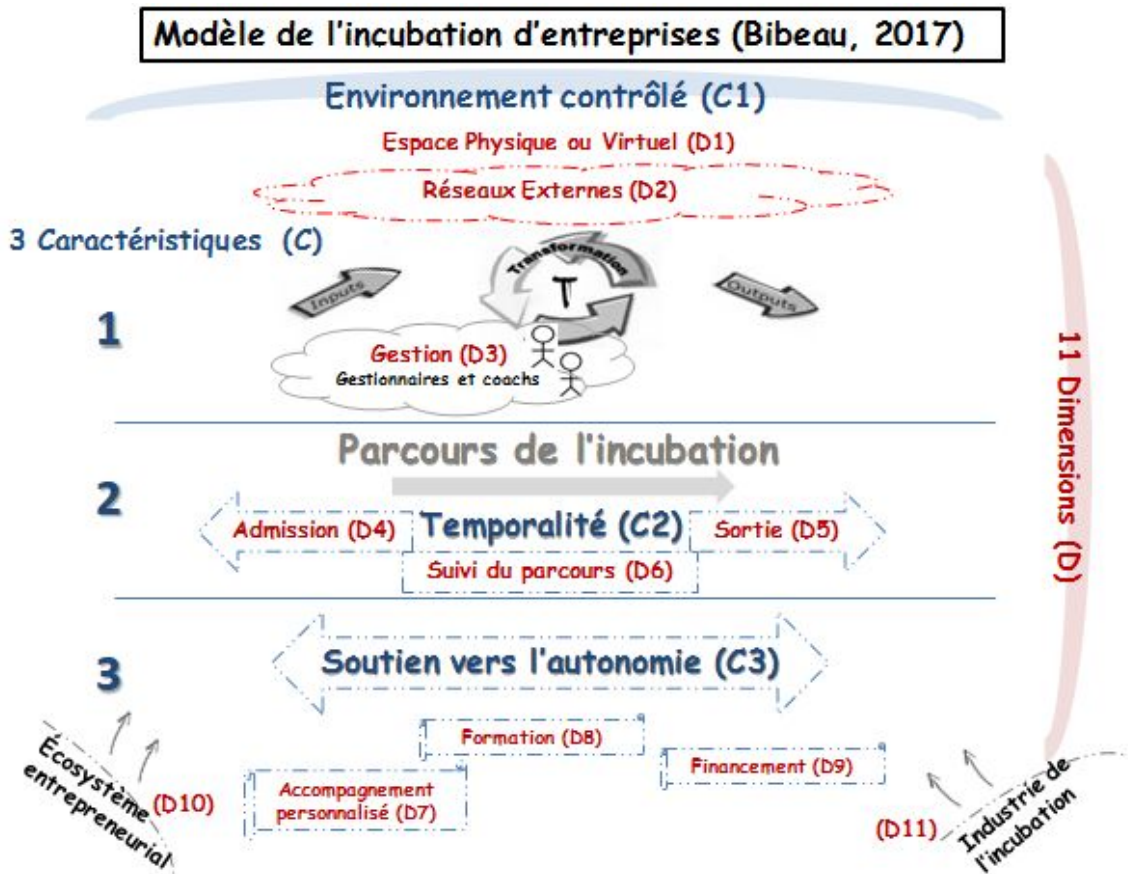 Modèle de l'incubation d'entreprises (Bibeau, 2017)
Environnement contrôlé (C1)
Espace Physique ou Virtuel (D1)
Réseaux Externes (D2)
3 Caractéristiques (C)
Inputs
Transformation
T
Outputs
1
Gestion (D3)
Gestionnaires et coachs
11 Dimensions (D)
Parcours de l'incubation
2
Admission (D4)
Temporalité (C2)
Sortie (D5)
Suivi du parcours (D6)
3
Soutien vers l'autonomie (C3)
Formation (D8)
Financement (D9)
Accompagnement
personnalisé (D7)
Écosystème
entrepreneurial
(D10)
(D11)
Industrie de
l'incubation